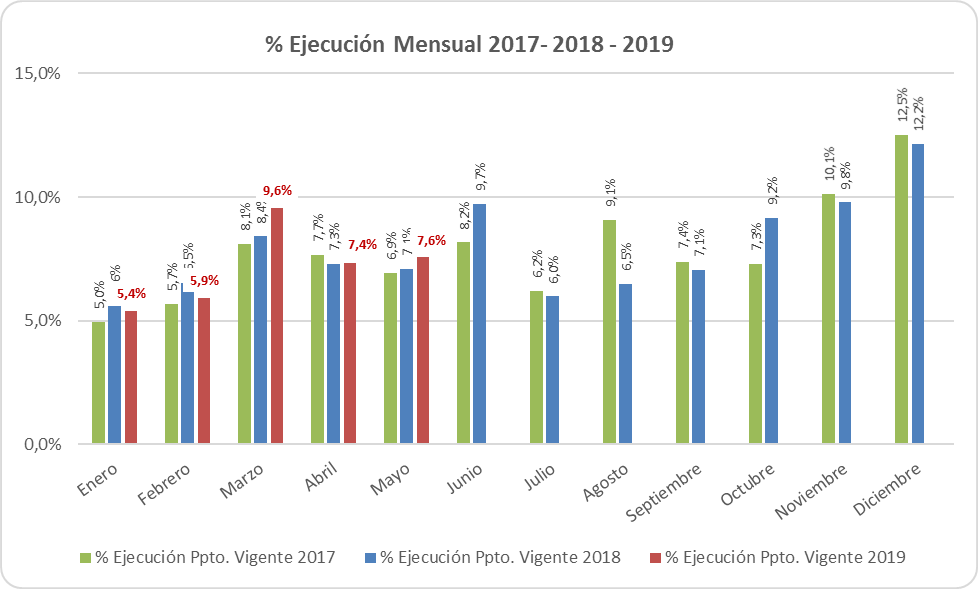 % Ejecución Mensual 2017- 2018 - 2019
15,0%
10,0%
5,0%
0,0%
5,0%
5,4%
5,7%
5,9%
8,1%
8,4%
9,6%
7,7%
7,3%
7,4%
6,9%
7,1%
7,6%
8,2%
9,7%
6,2%
6,0%
9,1%
6,5%
7,4%
7,1%
7,3%
9,2%
10,1%
9,8%
12,5%
12,2%
Enero
Febrero
Marzo
Abril
Mayo
Junio
Julio
Agosto
Septiembre
Octubre
Noviembre
Diciembre
% Ejecución Ppto. Vigente 2017
% Ejecución Ppto. Vigente 2018
% Ejecución Ppto. Vigente 2019